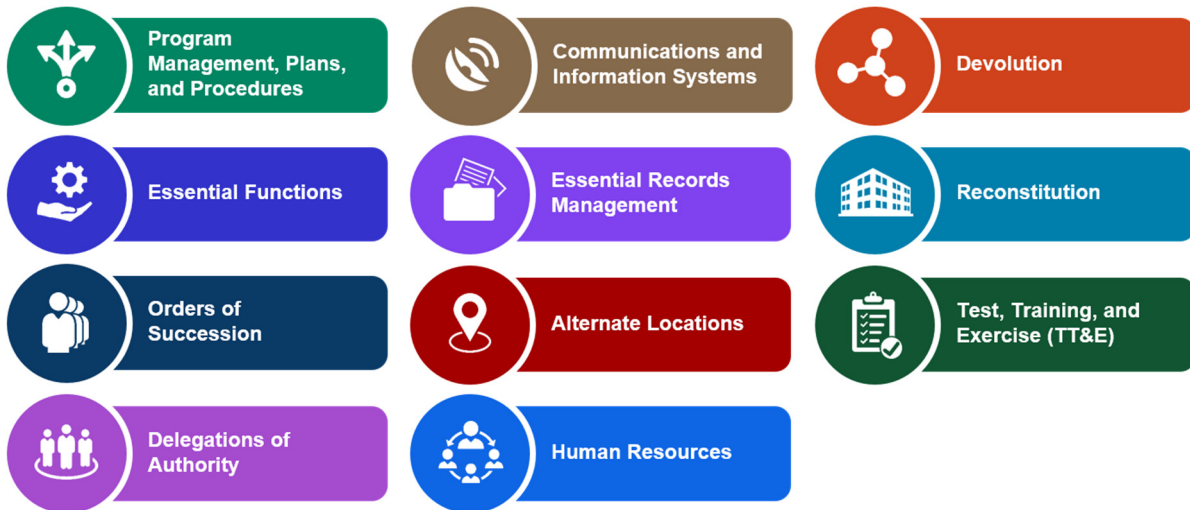 Program
Management, Plans,
and Procedures
Essential Functions
Orders of
Succession
Delegations of
Authority
Communications and
Information Systems
Essential Records
Management
Alternate Locations
Human Resources
Devolution
Reconstitution
Test, Training, and
Exercise (TT&E)